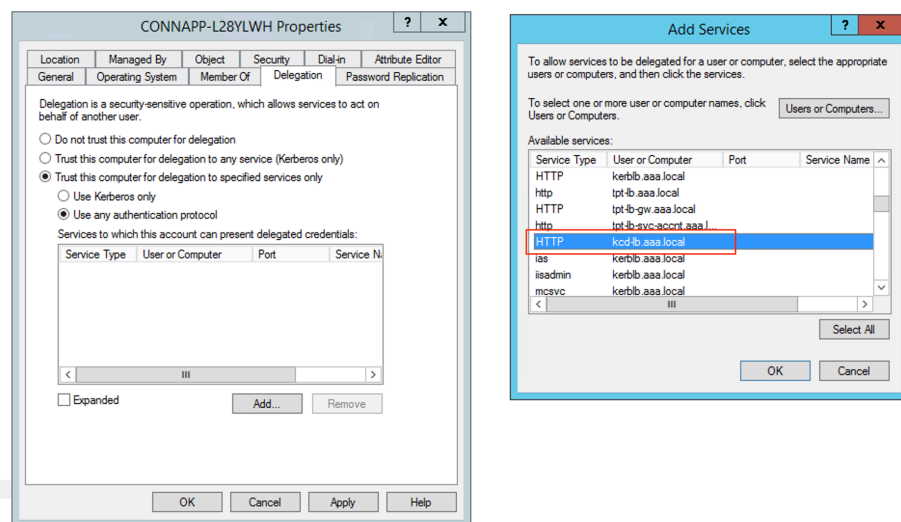 CONNAPP-L28YLWH Properties
? x
Location Managed By Object Security Dial-in Attribute Editor
General Operating System Member Of Delegation Password Replication
Delegation is a security-sensitive operation, which allows services to act on
behalf of another user.
Do not trust this computer for delegation
Trust this computer for delegation to any service (Kerberos only)
Trust this computer for delegation to specified services only
Use Kerberos only
Use any authentication protocol
Services to which this account can present delegated credentials:
Service Type User or Computer Port Service Na
Expanded
Add... Remove
OK Cancel Apply Help
Add Services
? x
To allow services to be delegated for a user or computer, select the appropriate
users or computers, and then click the services.
To select one or more user or computer names, click
Users or Computers.
Users or Computers...
Available services:
Service Type User or Computer Port Service Name
HTTP kerblb.aaa.local
http tpt-lb.aaa.local
HTTP tpt-lb-gw.aaa.local
http tpt-lb-svc-accnt.aaa.l...
HTTP kcd-lb.aaa.local
ias kerblb.aaa.local
iisadmin kerblb.aaa.local
mcsvc kerblb.aaa.local
Select All
OK Cancel